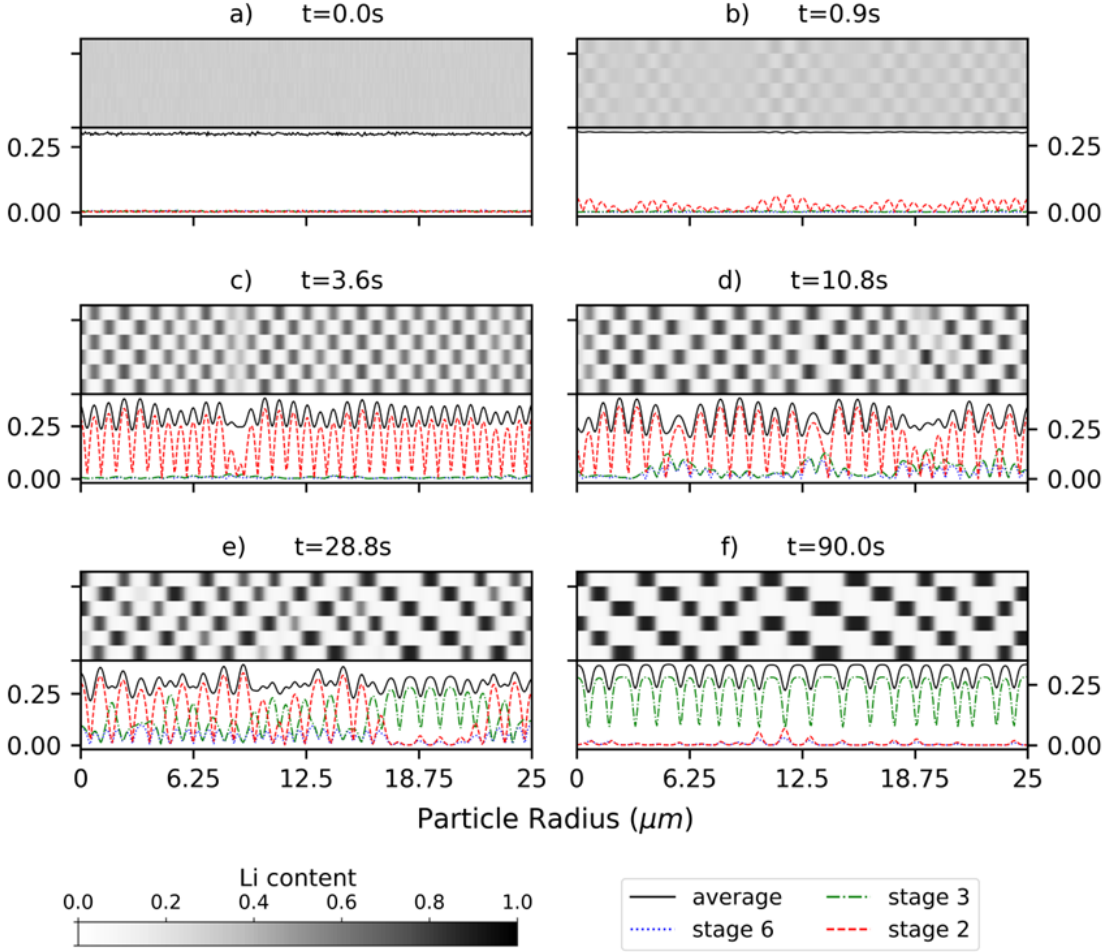 a) t=0.0s
b) t=0.9s
0.25
0.00
0.25
0.00
c) t=3.6s
d) t=10.8s
0.25
0.00
0.25
0.00
e) t=28.8s
f) t=90.0s
0.25
0.00
0.25
0.00
0 6.25 12.5 18.75 25
0 6.25 12.5 18.75 25
Particle Radius (μm)
Li content
0.0 0.2 0.4 0.6 0.8 1.0
average
stage 6
stage 3
stage 2